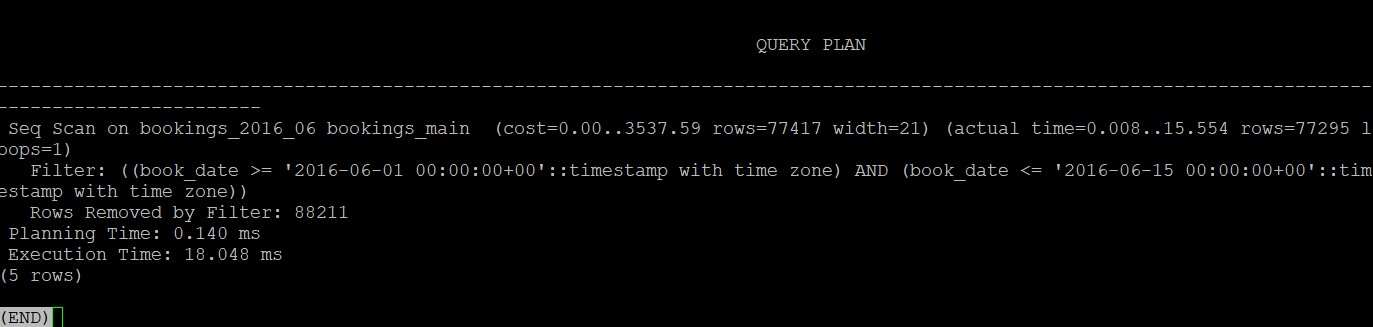 QUERY PLAN
--------------------------------------------------------------------------------------------------------------------------------------
------------------------
Seq Scan on bookings_2016_06 bookings_main  (cost=0.00..3537.59 rows=77417 width=21) (actual time=0.008..15.554 rows=77295 l
oops=1)
Filter: ((book_date >= '2016-06-01 00:00:00+00'::timestamp with time zone) AND (book_date <= '2016-06-15 00:00:00+00'::tim
estamp with time zone))
Rows Removed by Filter: 88211
Planning Time: 0.140 ms
Execution Time: 18.048 ms
(5 rows)
(END)